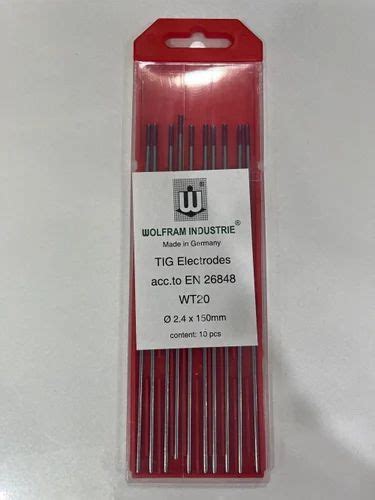 W ®
WOLFRAM INDUSTRIE®
Made in Germany
TIG Electrodes
acc.to EN 26848
WT20
Ø 2.4 x 150mm
content: 10 pcs